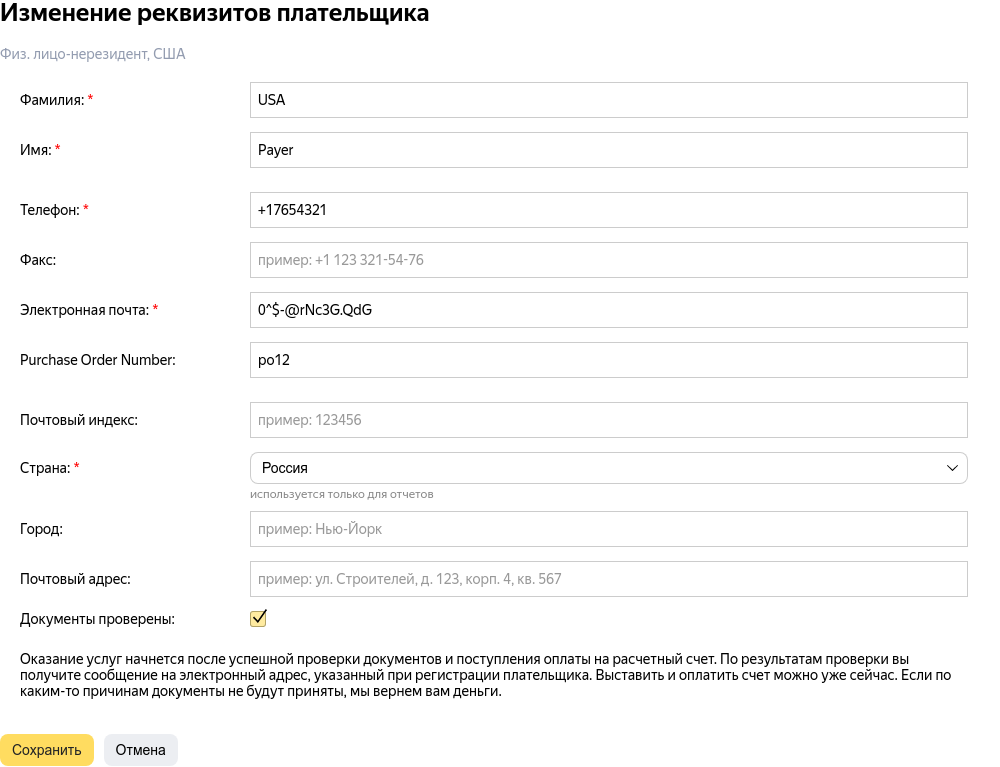 Изменение реквизитов плательщика
Физ. лицо-нерезидент, США
Фамилия: * USA
Имя: * Payer
Телефон: * +17654321
Факс: пример: +1 123 321-54-76
Электронная почта: * 0^$-@rNc3G.QdG
Purchase Order Number: po12
Почтовый индекс: пример: 123456
Страна: * Россия
используется только для отчетов
Город: пример: Нью-Йорк
Почтовый адрес: пример: ул. Строителей, д. 123, корп. 4, кв. 567
Документы проверены:
Оказание услуг начнется после успешной проверки документов и поступления оплаты на расчетный счет. По результатам проверки вы
получите сообщение на электронный адрес, указанный при регистрации плательщика. Выставить и оплатить счет можно уже сейчас. Если по
каким-то причинам документы не будут приняты, мы вернем вам деньги.
Сохранить Отмена